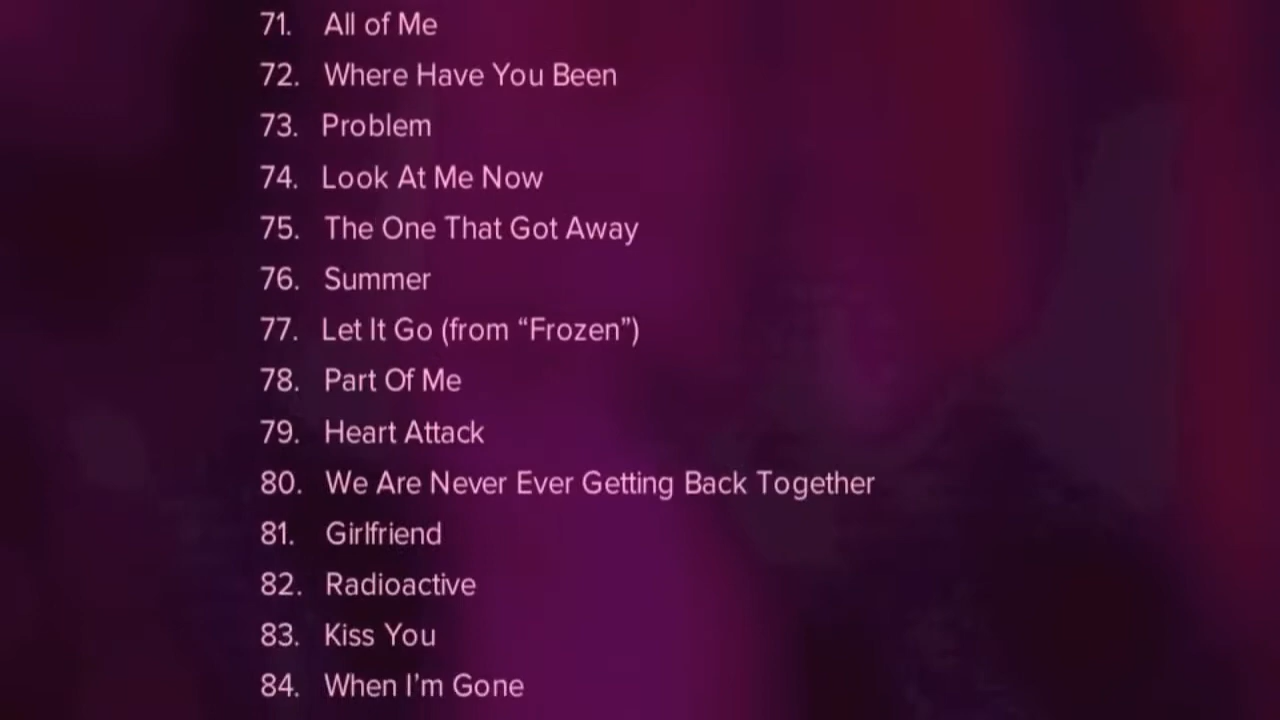 71. All of Me
72. Where Have You Been
73. Problem
74. Look At Me Now
75. The One That Got Away
76. Summer
77. Let It Go (from “Frozen”)
78. Part Of Me
79. Heart Attack
80. We Are Never Ever Getting Back Together
81. Girlfriend
82. Radioactive
83. Kiss You
84. When I’m Gone